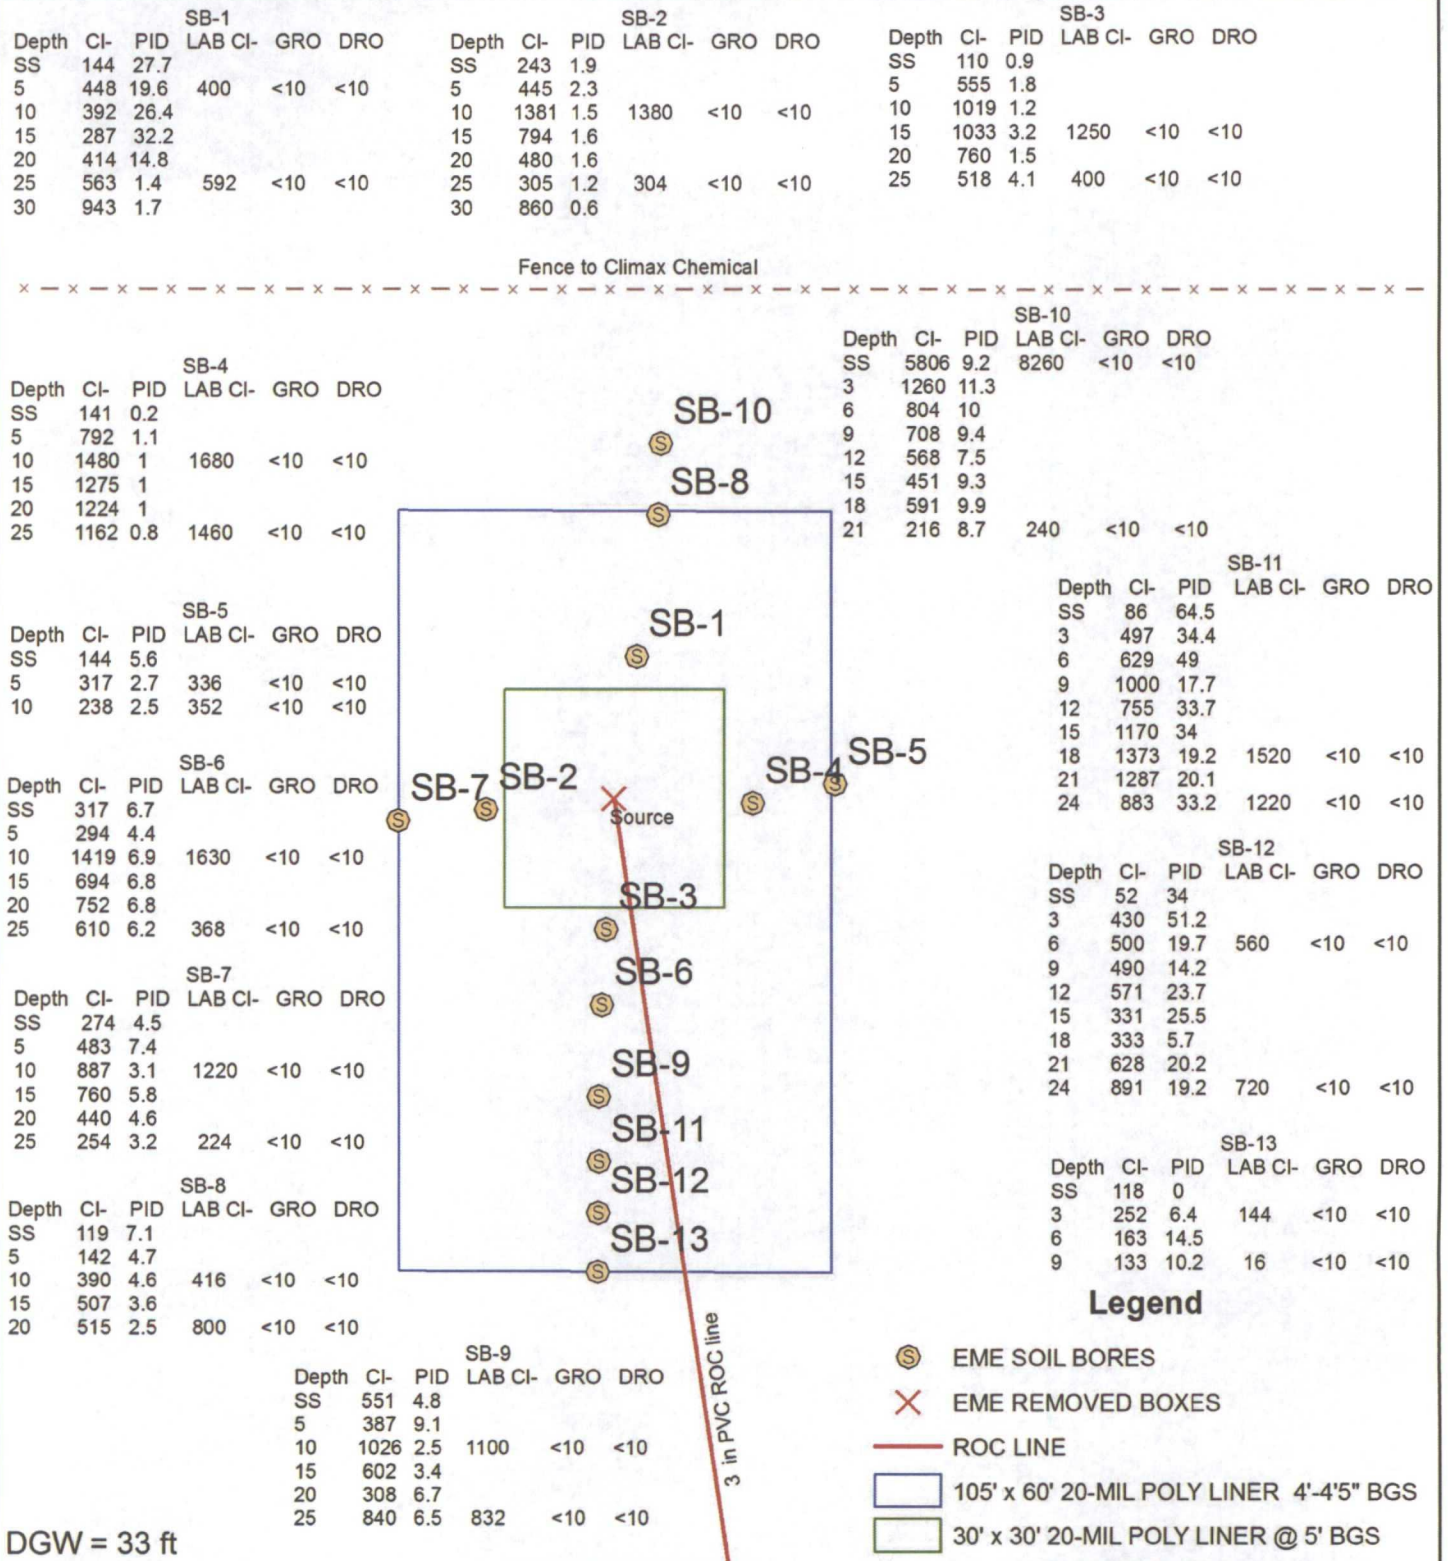 SB-1
Depth Cl- PID LAB Cl- GRO DRO
SS 144 27.7
5 448 19.6 400 <10 <10
10 392 26.4
15 287 32.2
20 414 14.8
25 563 1.4 592 <10 <10
30 943 1.7
SB-2
Depth Cl- PID LAB Cl- GRO DRO
SS 243 1.9
5 445 2.3
10 1381 1.5 1380 <10 <10
15 794 1.6
20 480 1.6
25 305 1.2 304 <10 <10
30 860 0.6
SB-3
Depth Cl- PID LAB Cl- GRO DRO
SS 110 0.9
5 555 1.8
10 1019 1.2
15 1033 3.2 1250 <10 <10
20 760 1.5
25 518 4.1 400 <10 <10
Fence to Climax Chemical
SB-4
Depth Cl- PID LAB Cl- GRO DRO
SS 141 0.2
5 792 1.1
10 1480 1 1680 <10 <10
15 1275 1
20 1224 1
25 1162 0.8 1460 <10 <10
SB-5
Depth Cl- PID LAB Cl- GRO DRO
SS 144 5.6
5 317 2.7 336 <10 <10
10 238 2.5 352 <10 <10
SB-6
Depth Cl- PID LAB Cl- GRO DRO
SS 317 6.7
5 294 4.4
10 1419 6.9 1630 <10 <10
15 694 6.8
20 752 6.8
25 610 6.2 368 <10 <10
SB-7
Depth Cl- PID LAB Cl- GRO DRO
SS 274 4.5
5 483 7.4
10 887 3.1 1220 <10 <10
15 760 5.8
20 440 4.6
25 254 3.2 224 <10 <10
SB-8
Depth Cl- PID LAB Cl- GRO DRO
SS 119 7.1
5 142 4.7
10 390 4.6 416 <10 <10
15 507 3.6
20 515 2.5 800 <10 <10
SB-9
Depth Cl- PID LAB Cl- GRO DRO
SS 551 4.8
5 387 9.1
10 1026 2.5 1100 <10 <10
15 602 3.4
20 308 6.7
25 840 6.5 832 <10 <10
DGW = 33 ft
SB-10
S
SB-8
S
SB-1
S
SB-5
S
SB-4
S
SB-2
S
SB-7
S
Source
SB-3
S
SB-6
S
SB-9
S
SB-11
S
SB-12
S
SB-13
S
3 in PVC ROC line
SB-10
Depth Cl- PID LAB Cl- GRO DRO
SS 5806 9.2 8260 <10 <10
3 1260 11.3
6 804 10
9 708 9.4
12 568 7.5
15 451 9.3
18 591 9.9
21 216 8.7 240 <10 <10
SB-11
Depth Cl- PID LAB Cl- GRO DRO
SS 86 64.5
3 497 34.4
6 629 49
9 1000 17.7
12 755 33.7
15 1170 34
18 1373 19.2 1520 <10 <10
21 1287 20.1
24 883 33.2 1220 <10 <10
SB-12
Depth Cl- PID LAB Cl- GRO DRO
SS 52 34
3 430 51.2
6 500 19.7 560 <10 <10
9 490 14.2
12 571 23.7
15 331 25.5
18 333 5.7
21 628 20.2
24 891 19.2 720 <10 <10
SB-13
Depth Cl- PID LAB Cl- GRO DRO
SS 118 0
3 252 6.4 144 <10 <10
6 163 14.5
9 133 10.2 16 <10 <10
Legend
S EME SOIL BORES
EME REMOVED BOXES
ROC LINE
105' x 60' 20-MIL POLY LINER 4'-4'5" BGS
30' x 30' 20-MIL POLY LINER @ 5' BGS